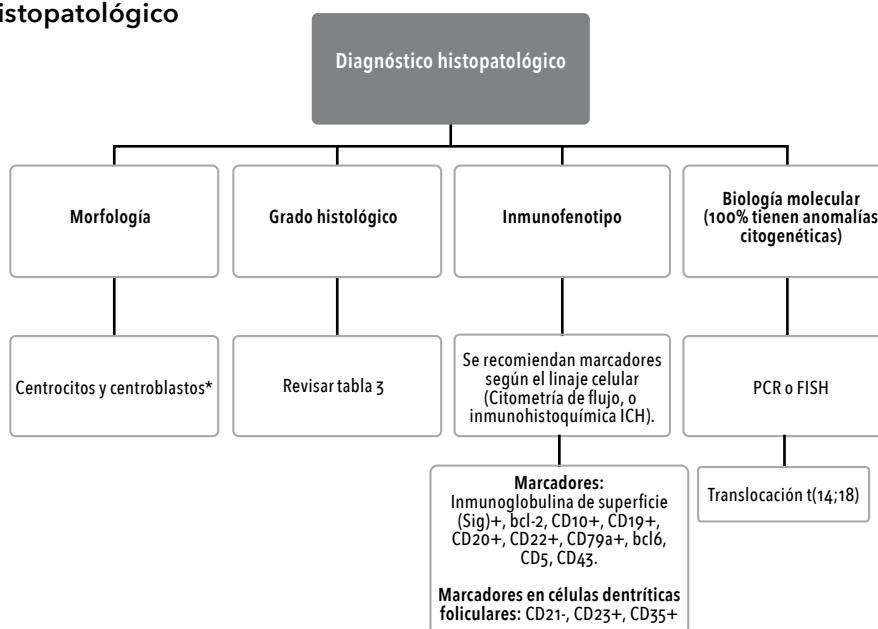 istopatológico
Diagnóstico histopatológico
Morfología
Grado histológico
Inmunofenotipo
Biología molecular
(100% tienen anomalías
citogenéticas)
Centrocitos y centroblastos*
Revisar tabla 3
Se recomiendan marcadores
según el linaje celular
(Citometría de flujo, o
inmunohistoquímica ICH).
PCR o FISH
Marcadores:
Inmunoglobulina de superficie
(Sig)+, bcl-2, CD10+, CD19+,
CD20+, CD22+, CD79a+, bcl6,
CD5, CD43.
Marcadores en células dentríticas
foliculares: CD21-, CD23+, CD35+
Translocación t(14;18)